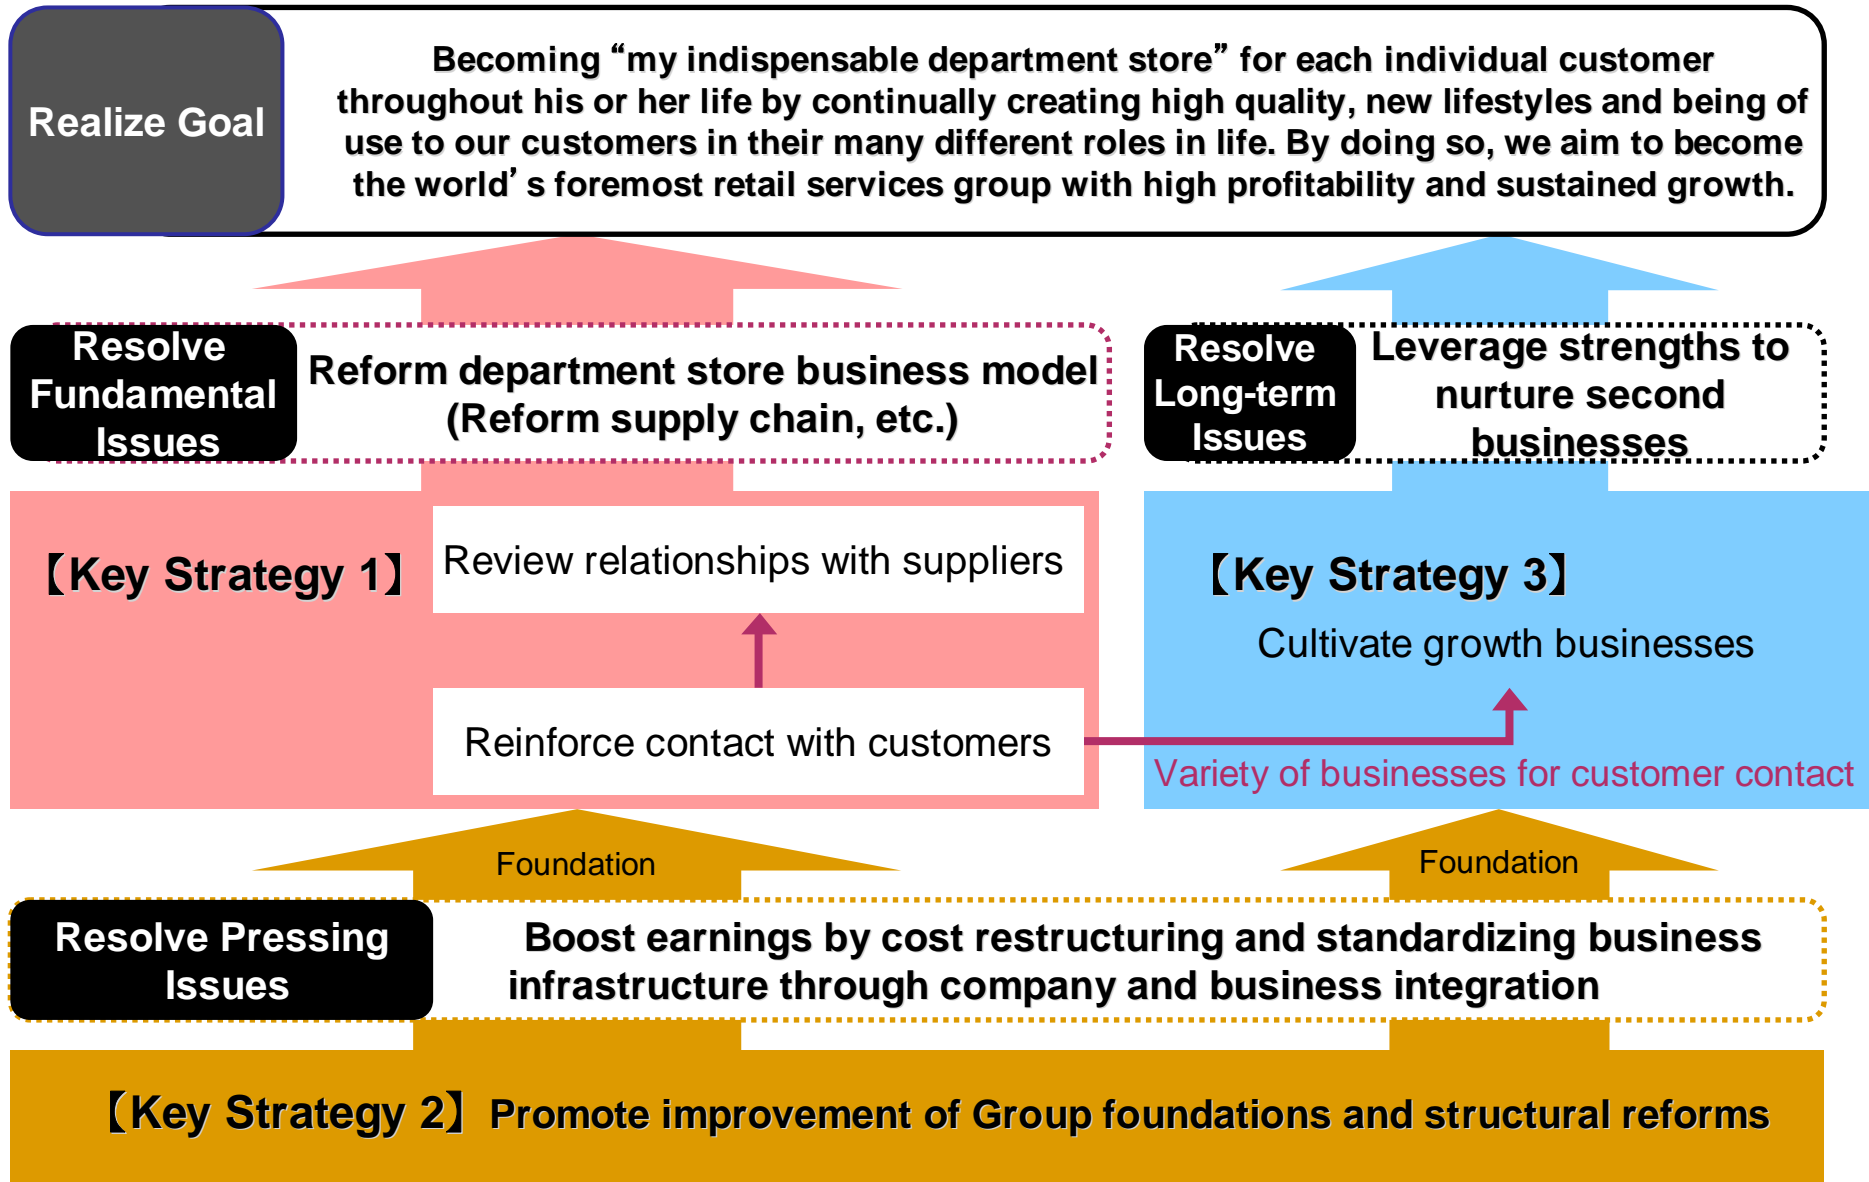 Realize Goal
Becoming “my indispensable department store” for each individual customer
throughout his or her life by continually creating high quality, new lifestyles and being of
use to our customers in their many different roles in life. By doing so, we aim to become
the world’s foremost retail services group with high profitability and sustained growth.
Resolve
Fundamental
Issues
Reform department store business model
(Reform supply chain, etc.)
Resolve
Long-term
Issues
Leverage strengths to
nurture second
businesses
【Key Strategy 1】
Review relationships with suppliers
Reinforce contact with customers
【Key Strategy 3】
Cultivate growth businesses
Variety of businesses for customer contact
Foundation
Foundation
Resolve Pressing
Issues
Boost earnings by cost restructuring and standardizing business
infrastructure through company and business integration
【Key Strategy 2】Promote improvement of Group foundations and structural reforms